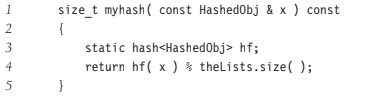 1 size_t myhash( const HashedObj & x ) const
2 {
3 static hash<HashedObj> hf;
4 return hf( x ) % theLists.size( );
5 }